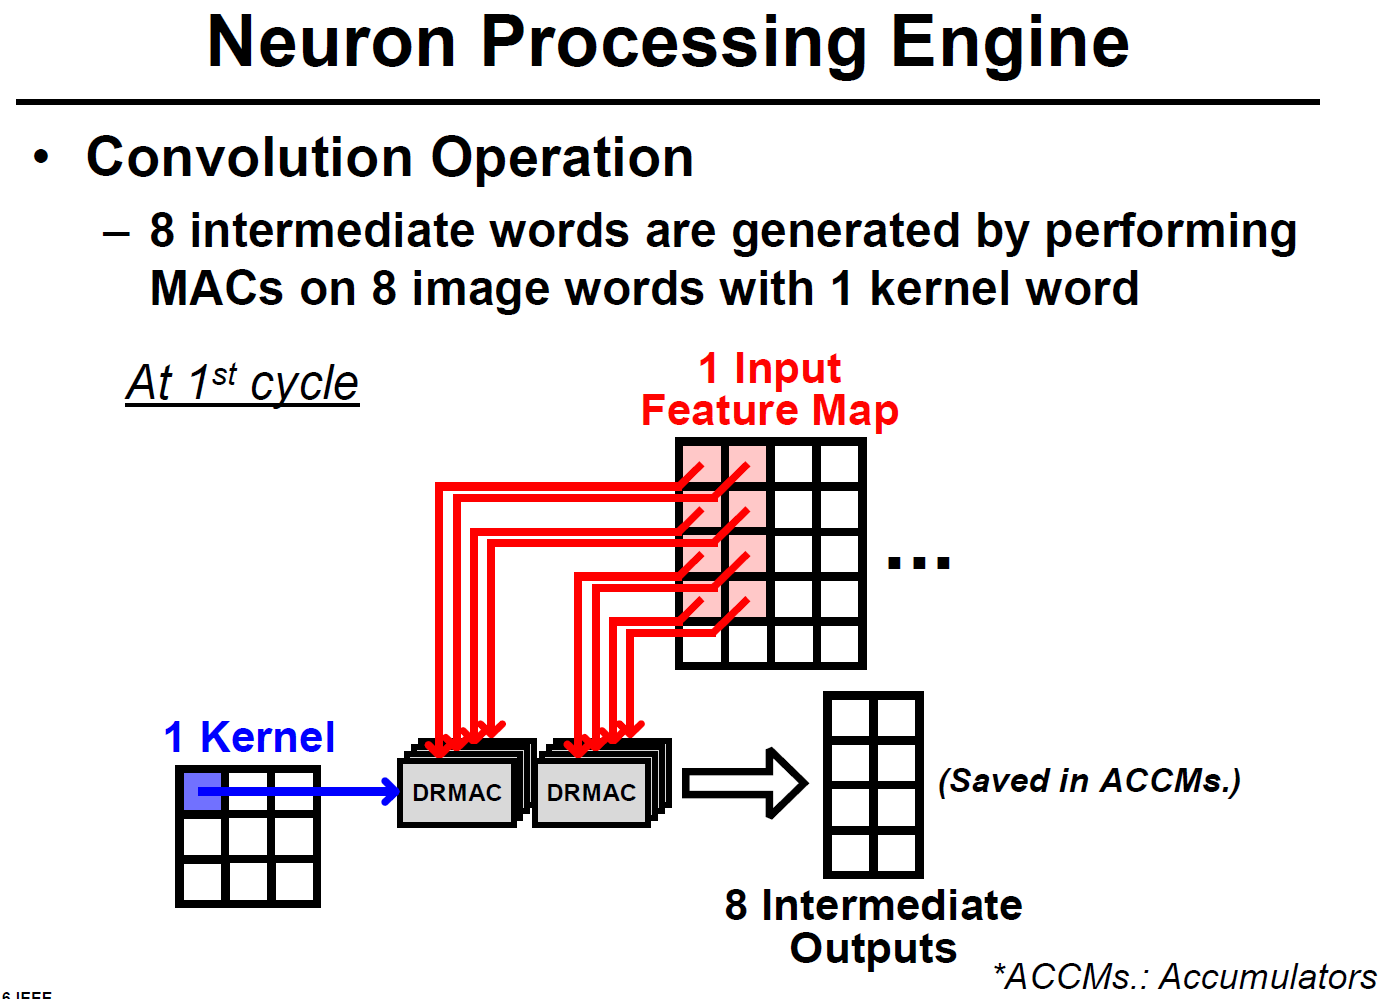 Neuron Processing Engine
• Convolution Operation
– 8 intermediate words are generated by performing
MACs on 8 image words with 1 kernel word
At 1st cycle
1 Input
Feature Map
...
1 Kernel
DRMAC
DRMAC
(Saved in ACCMs.)
8 Intermediate
Outputs
*ACCMs.: Accumulators
6 IEEE